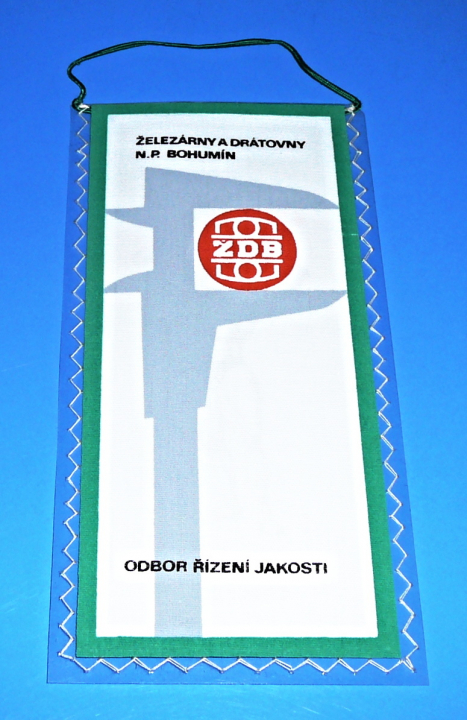 ŽELEZÁRNY A DRÁTOVNY
N.P. BOHUMÍN
ŽDB
ODBOR ŘÍZENÍ JAKOSTI